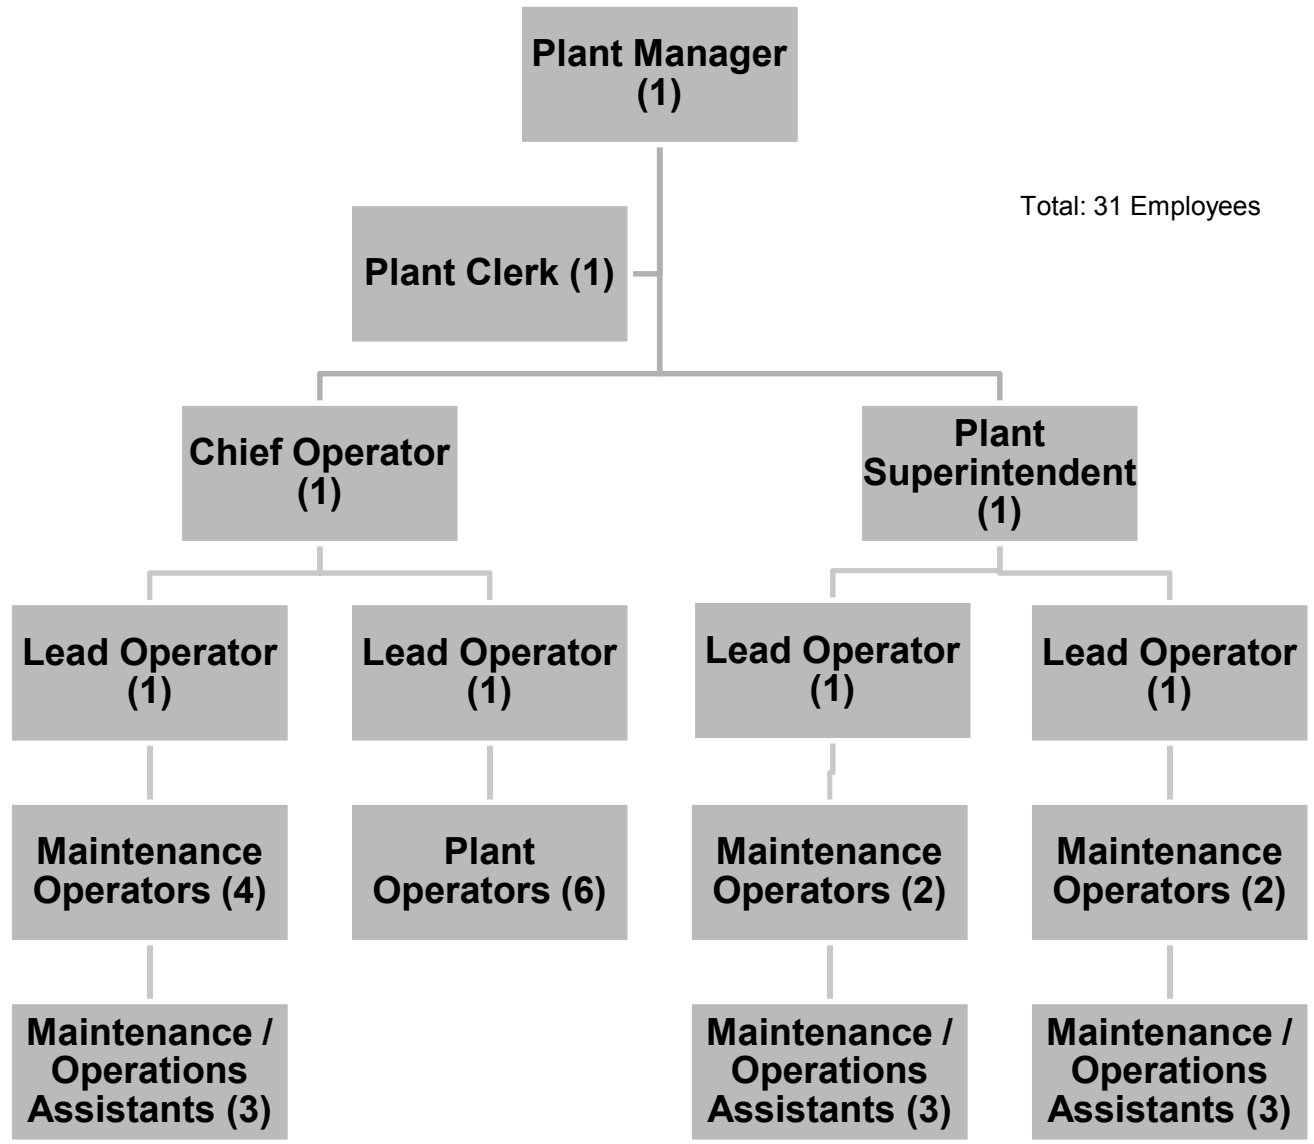 Plant Manager
(1)
Total: 31 Employees
Plant Clerk (1)
Chief Operator
(1)
Plant
Superintendent
(1)
Lead Operator
(1)
Lead Operator
(1)
Lead Operator
(1)
Lead Operator
(1)
Maintenance
Operators (4)
Plant
Operators (6)
Maintenance
Operators (2)
Maintenance
Operators (2)
Maintenance /
Operations
Assistants (3)
Maintenance /
Operations
Assistants (3)
Maintenance /
Operations
Assistants (3)